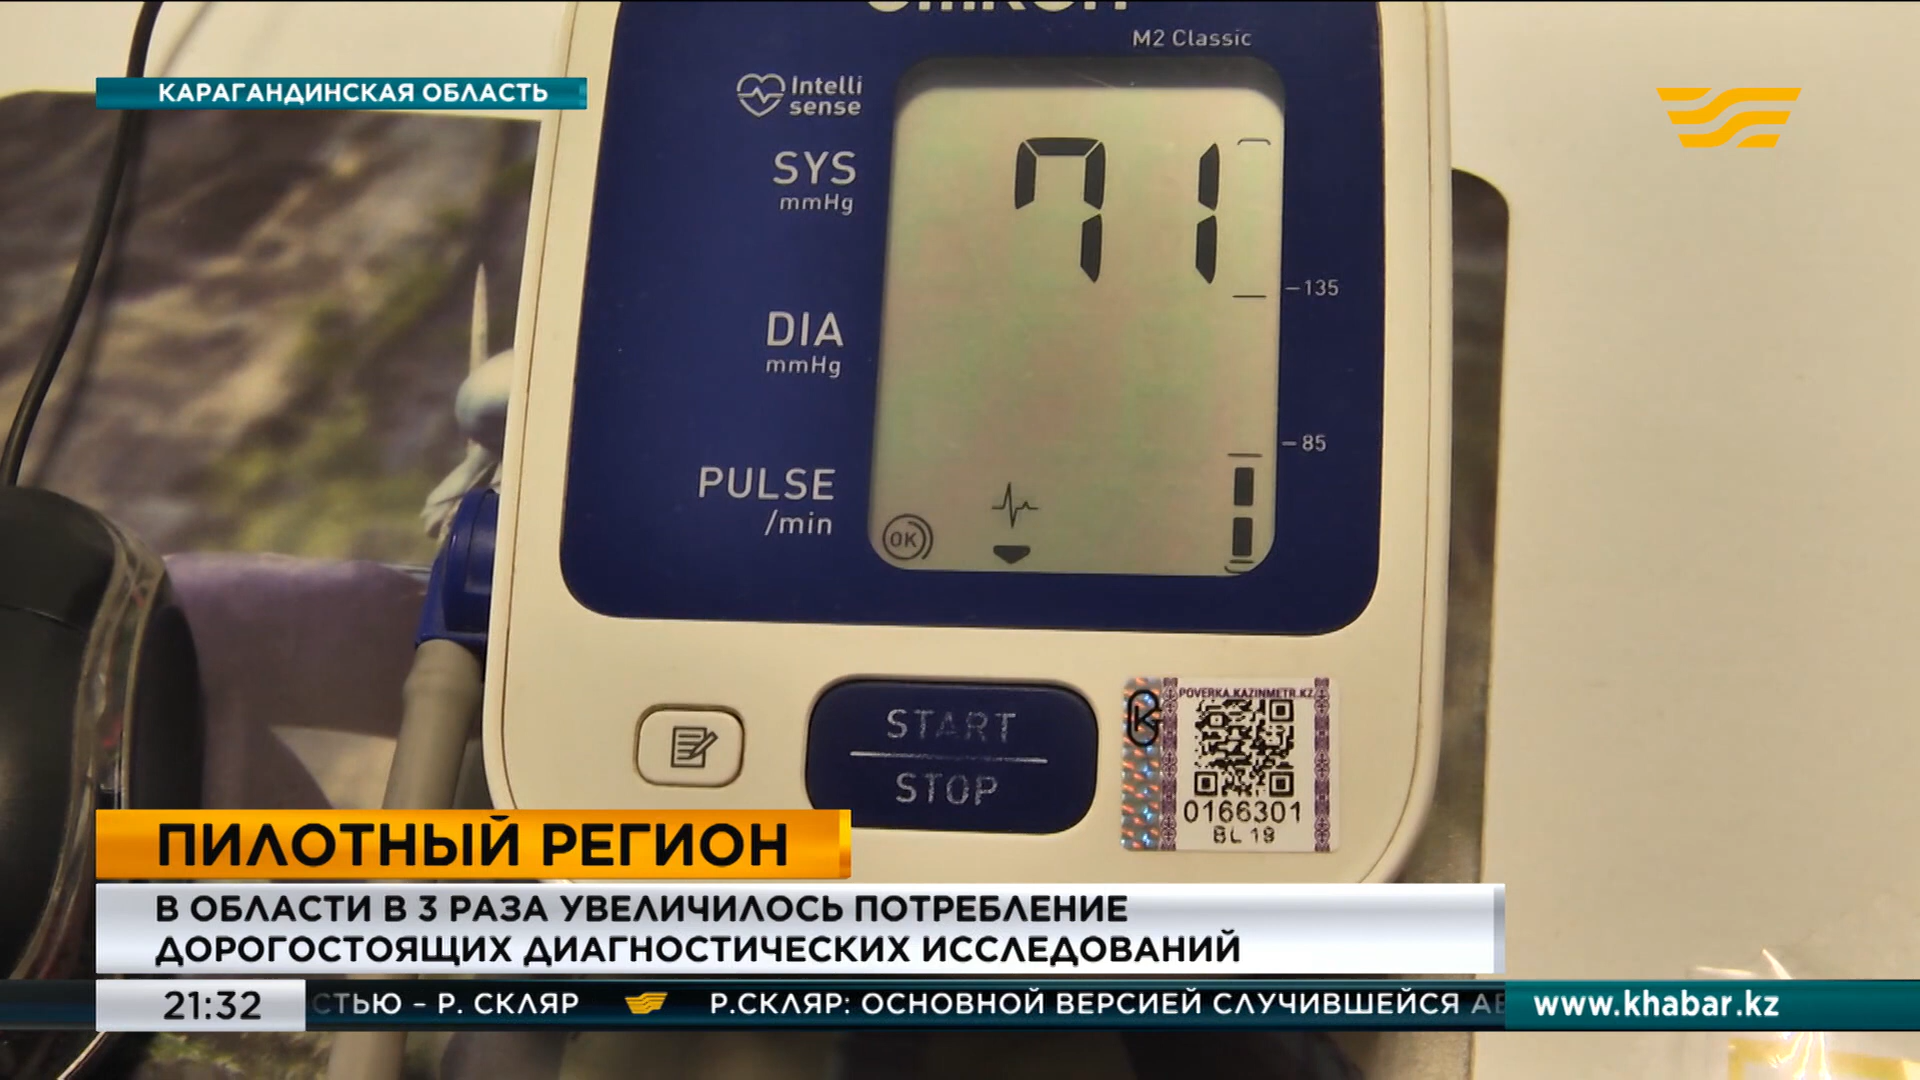 OMRON
M2 Classic
КАРАГАНДИНСКАЯ ОБЛАСТЬ
Intelli
sense
SYS
mmHg
71
135
DIA
mmHg
85
PULSE
/min
OK
START
STOP
POVERKA.KAZINMETR.KZ
K
0166301
BL 19
ПИЛОТНЫЙ РЕГИОН
В ОБЛАСТИ В 3 РАЗА УВЕЛИЧИЛОСЬ ПОТРЕБЛЕНИЕ
ДОРОГОСТОЯЩИХ ДИАГНОСТИЧЕСКИХ ИССЛЕДОВАНИЙ
21:32 СТЬЮ – Р. СКЛЯР Р.СКЛЯР: ОСНОВНОЙ ВЕРСИЕЙ СЛУЧИВШЕЙСЯ www.khabar.kz